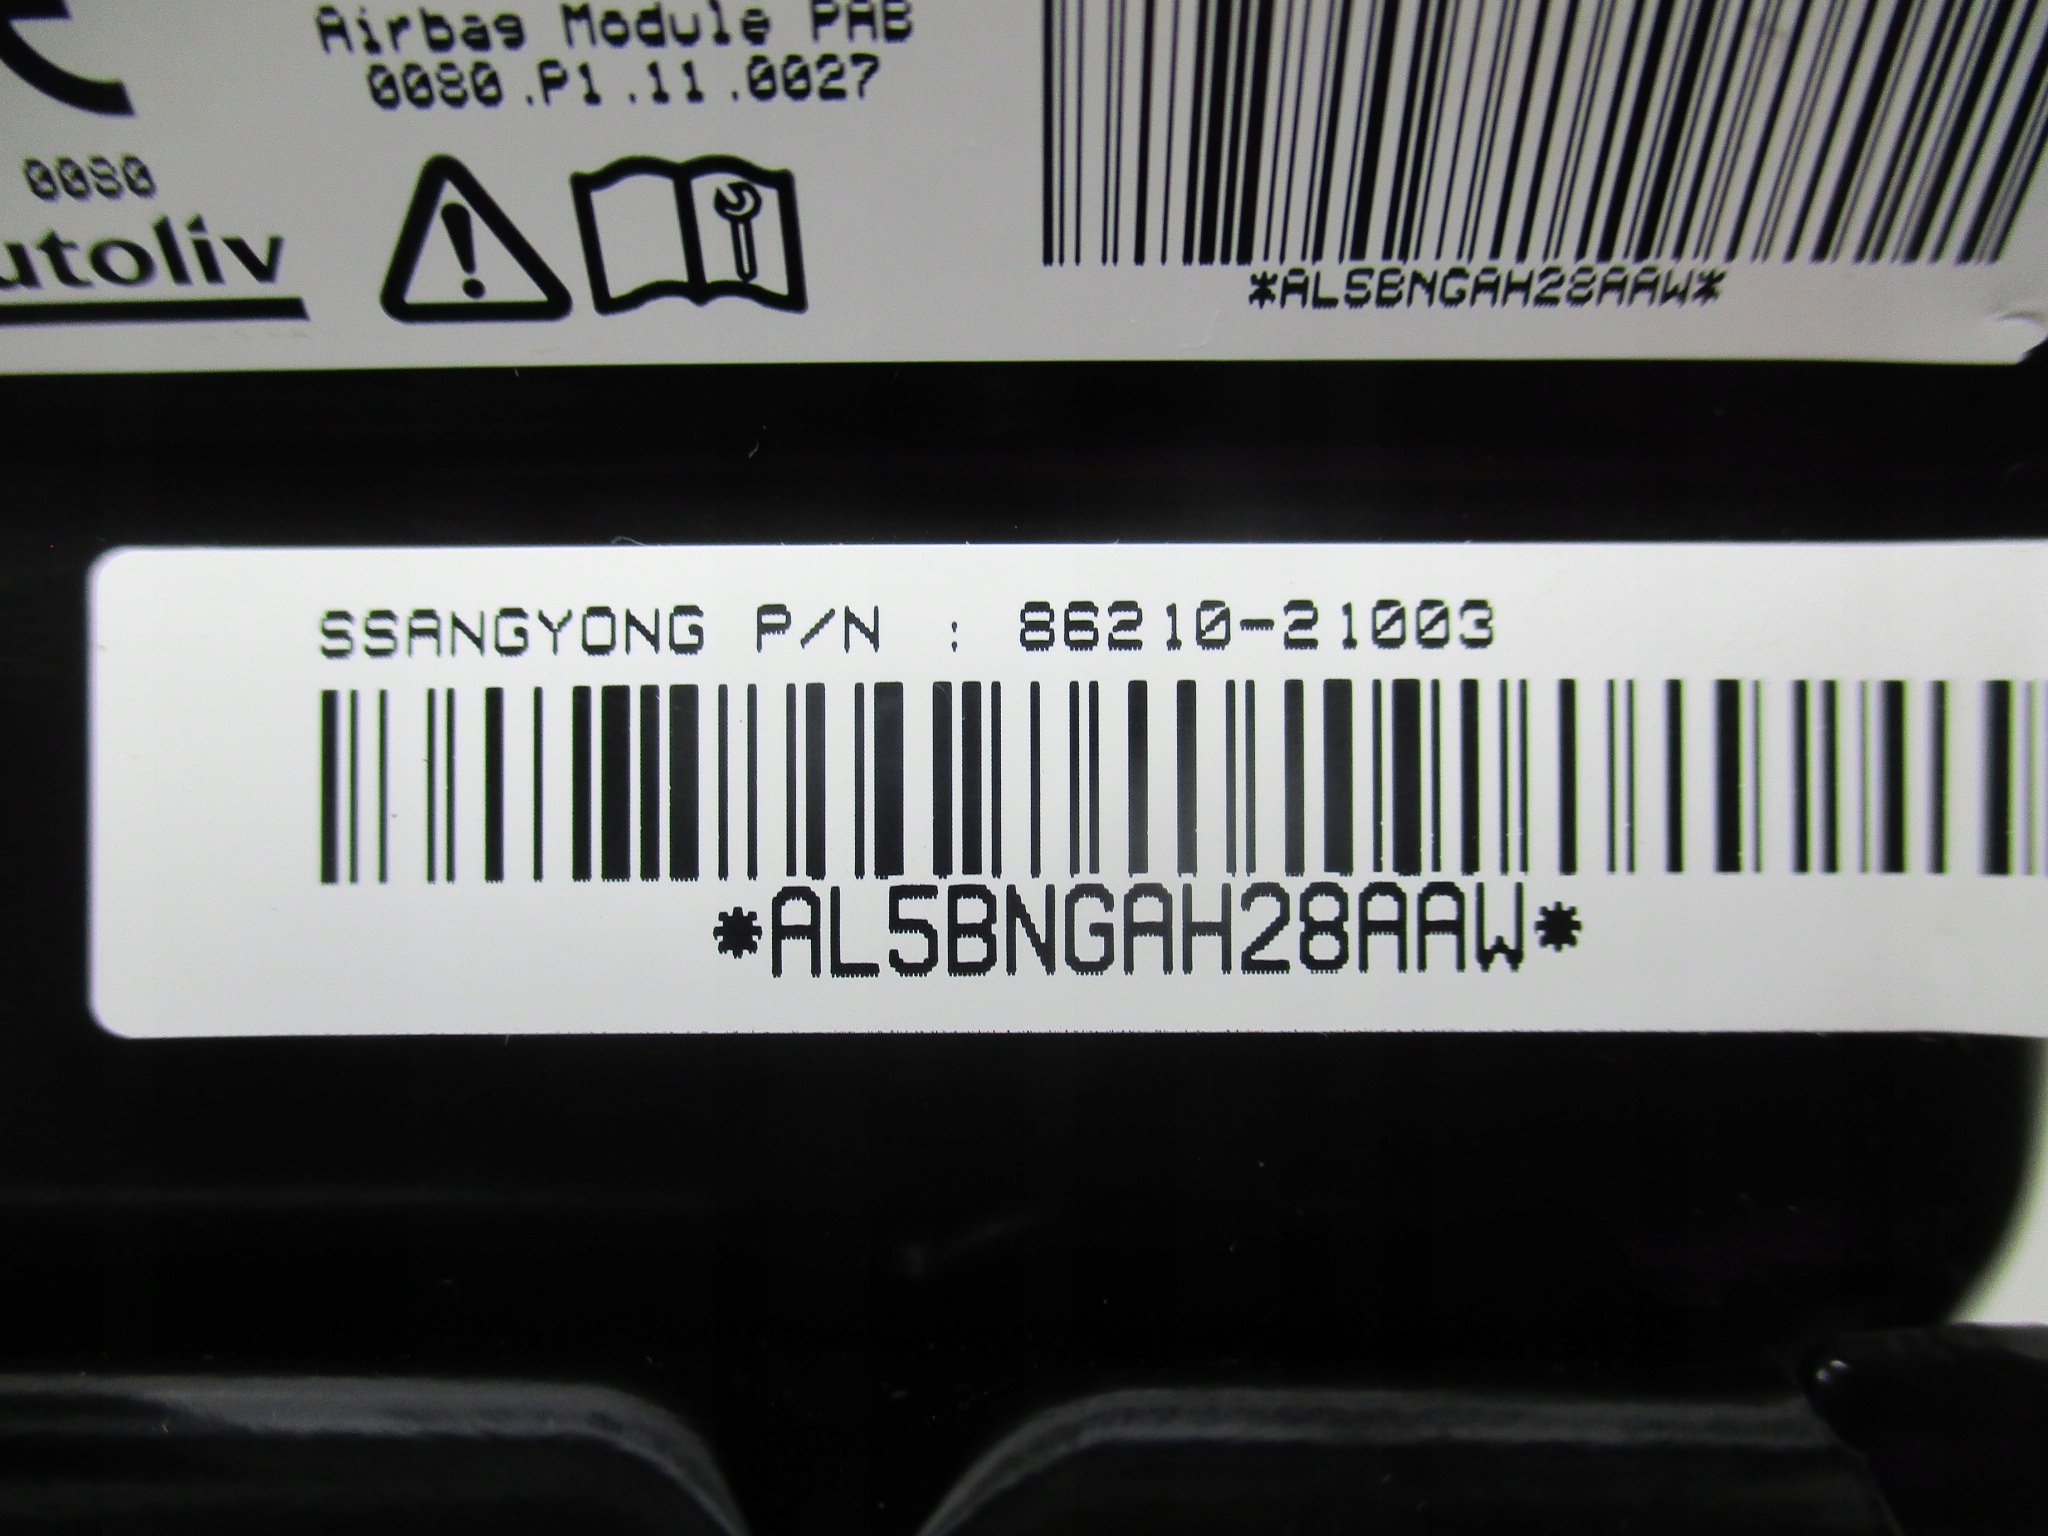 Airbag Module PAB
0080.P1.11.0027
0080
utoliv
*AL5BNGAH28AAW*
SSANGYONG P/N : 86210-21003
*AL5BNGAH28AAW*